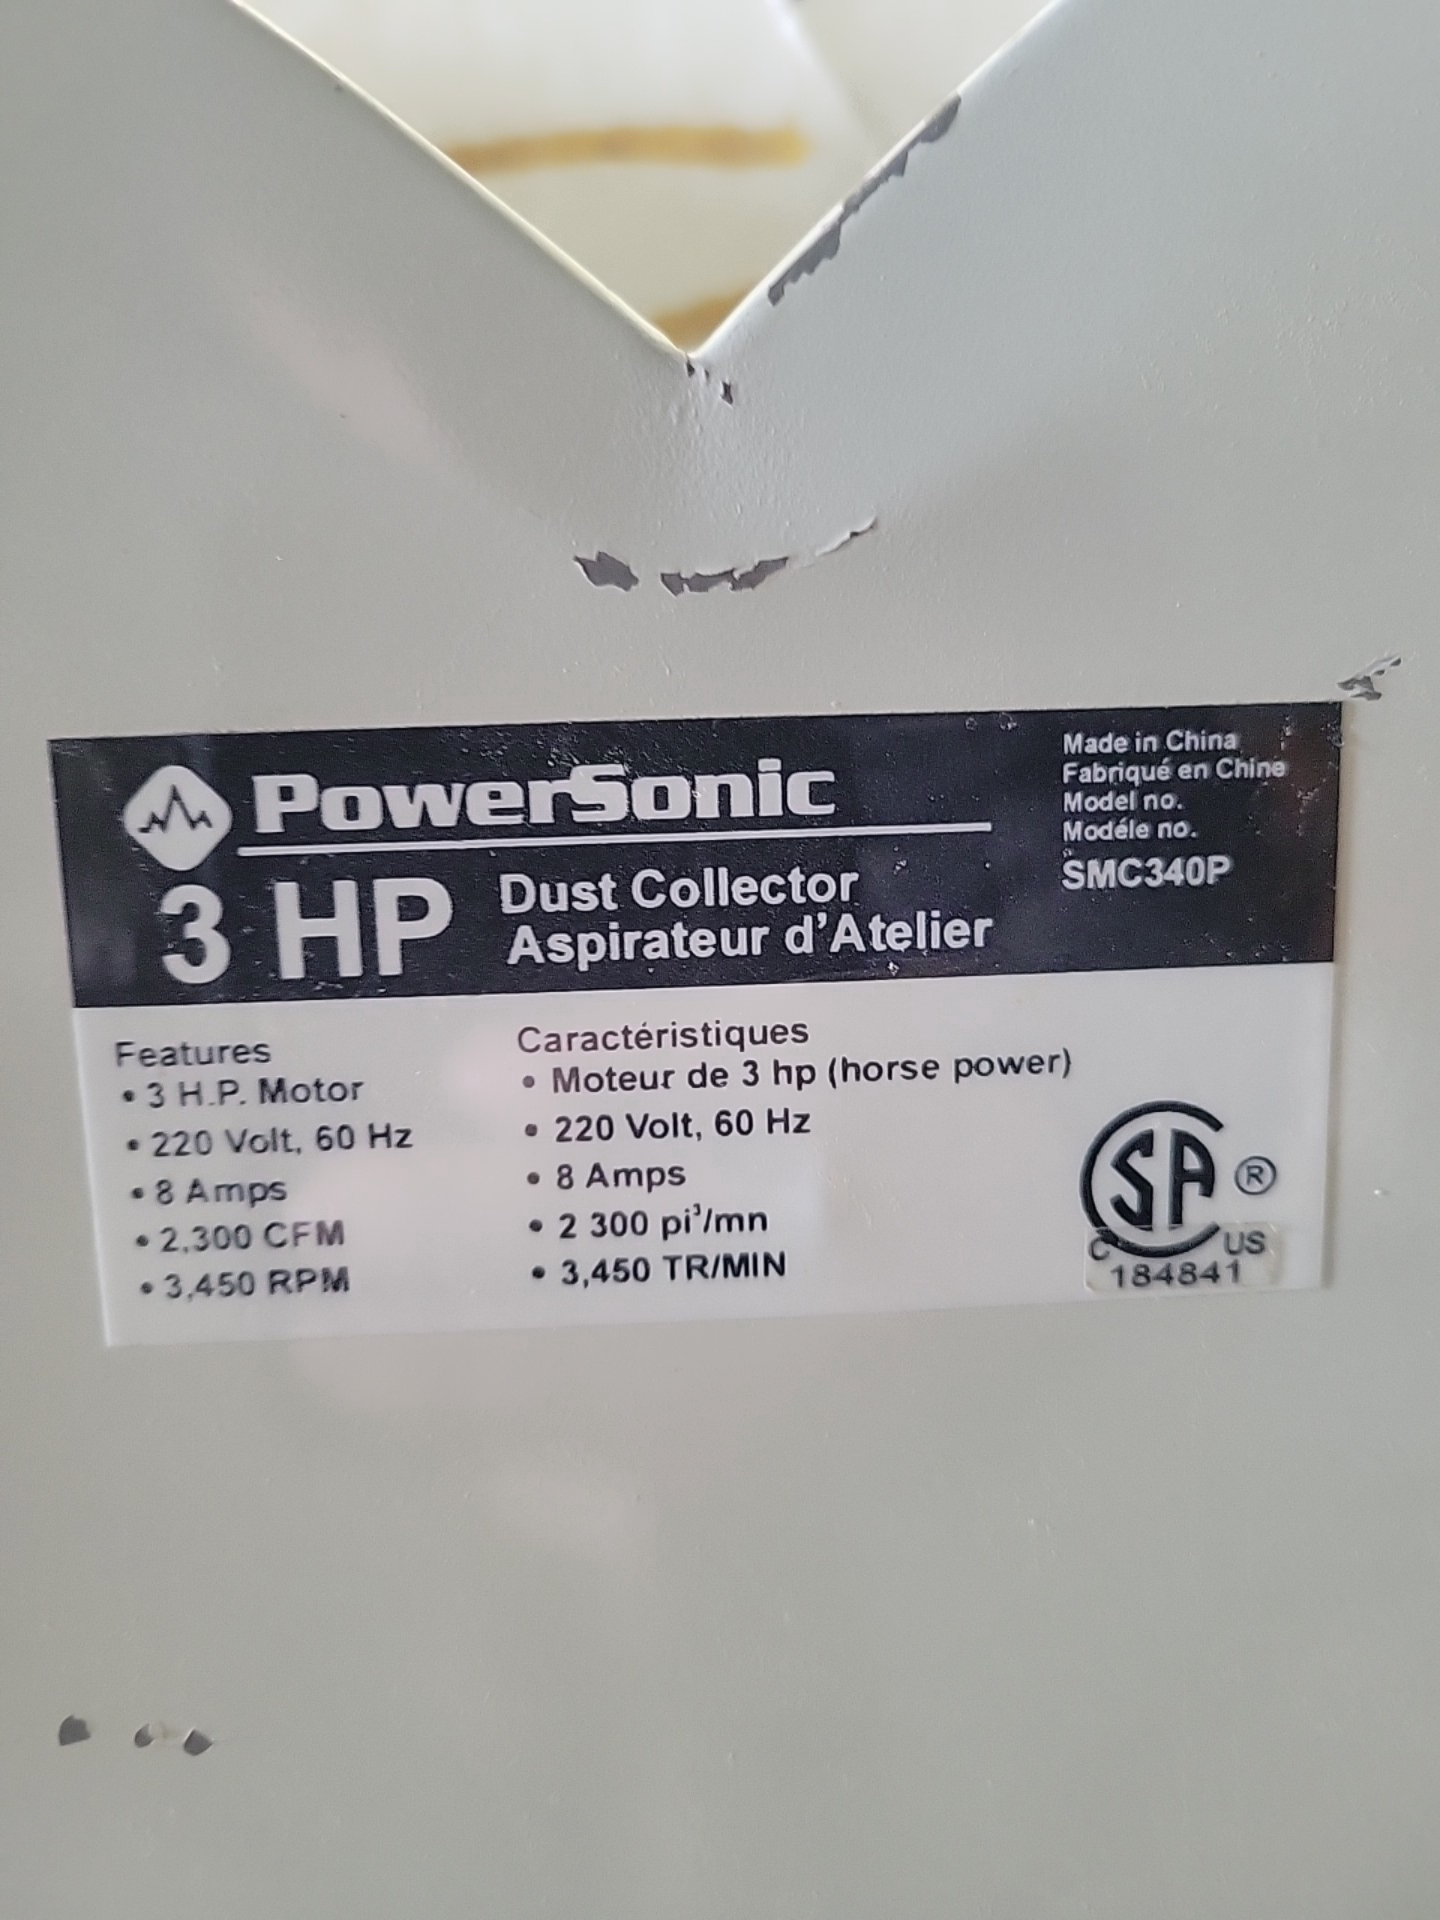 PowerSonic
3 HP
Dust Collector
Aspirateur d'Atelier
Made in China
Fabriqué en Chine
Model no.
Modéle no.
SMC340P
Features
• 3 H.P. Motor
• 220 Volt, 60 Hz
• 8 Amps
• 2,300 CFM
• 3,450 RPM
Caractéristiques
• Moteur de 3 hp (horse power)
• 220 Volt, 60 Hz
• 8 Amps
• 2 300 pi³/mn
• 3,450 TR/MIN
SA ®
C US
184841